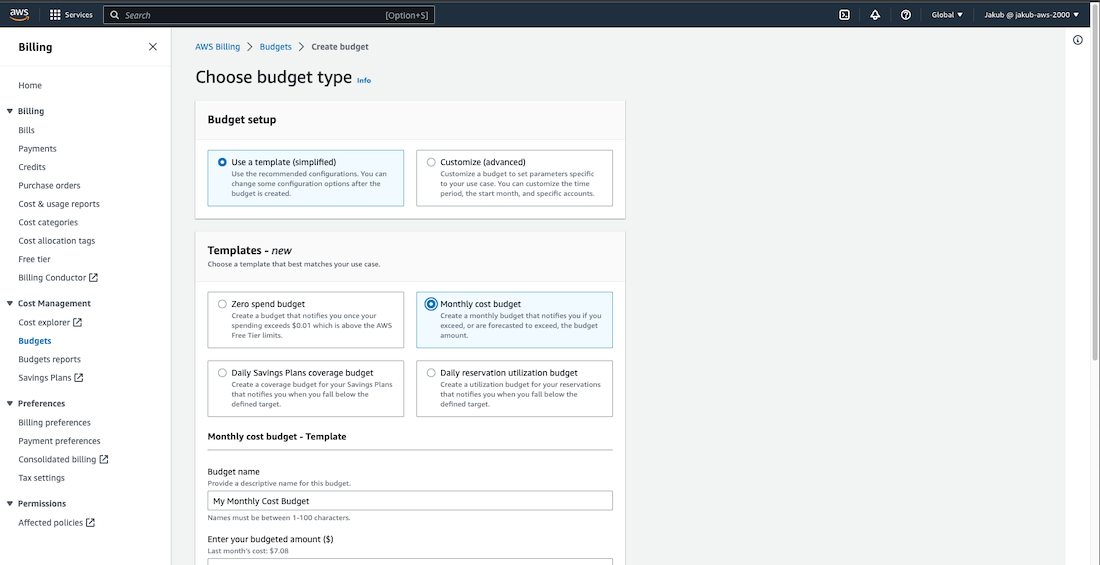 aws Services Search [Option+S] Global Jakub @ jakub-aws-2000
Billing
Home
Billing
Bills
Payments
Credits
Purchase orders
Cost & usage reports
Cost categories
Cost allocation tags
Free tier
Billing Conductor
Cost Management
Cost explorer
Budgets
Budgets reports
Savings Plans
Preferences
Billing preferences
Payment preferences
Consolidated billing
Tax settings
Permissions
Affected policies
AWS Billing Budgets Create budget
Choose budget type Info
Budget setup
Use a template (simplified)
Use the recommended configurations. You can
change some configuration options after the
budget is created.
Customize (advanced)
Customize a budget to set parameters specific
to your use case. You can customize the time
period, the start month, and specific accounts.
Templates - new
Choose a template that best matches your use case.
Zero spend budget
Create a budget that notifies you once your
spending exceeds $0.01 which is above the AWS
Free Tier limits.
Monthly cost budget
Create a monthly budget that notifies you if you
exceed, or are forecasted to exceed, the budget
amount.
Daily Savings Plans coverage budget
Create a coverage budget for your Savings Plans
that notifies you when you fall below the
defined target.
Daily reservation utilization budget
Create a utilization budget for your reservations
that notifies you when you fall below the
defined target.
Monthly cost budget - Template
Budget name
Provide a descriptive name for this budget.
My Monthly Cost Budget
Names must be between 1-100 characters.
Enter your budgeted amount ($)
Last month's cost: $7.08